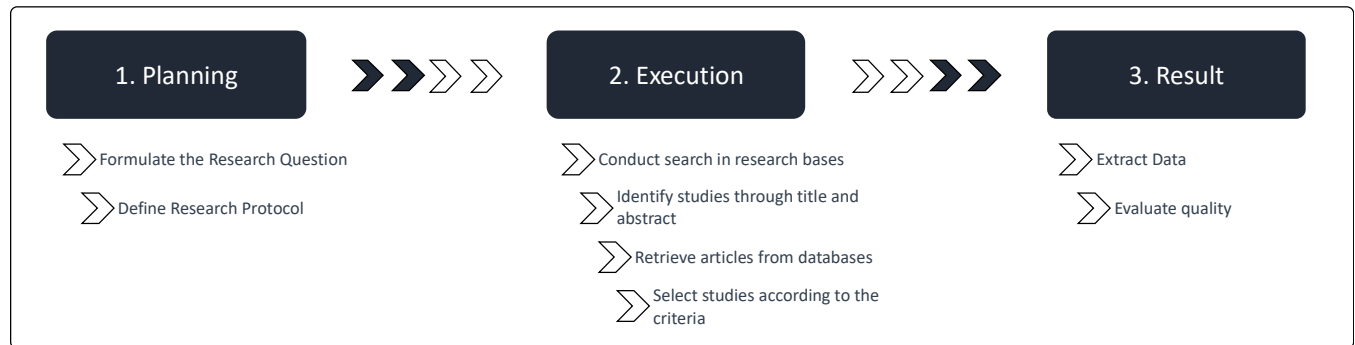 1. Planning
Formulate the Research Question
Define Research Protocol
2. Execution
Conduct search in research bases
Identify studies through title and
abstract
Retrieve articles from databases
Select studies according to the
criteria
3. Result
Extract Data
Evaluate quality